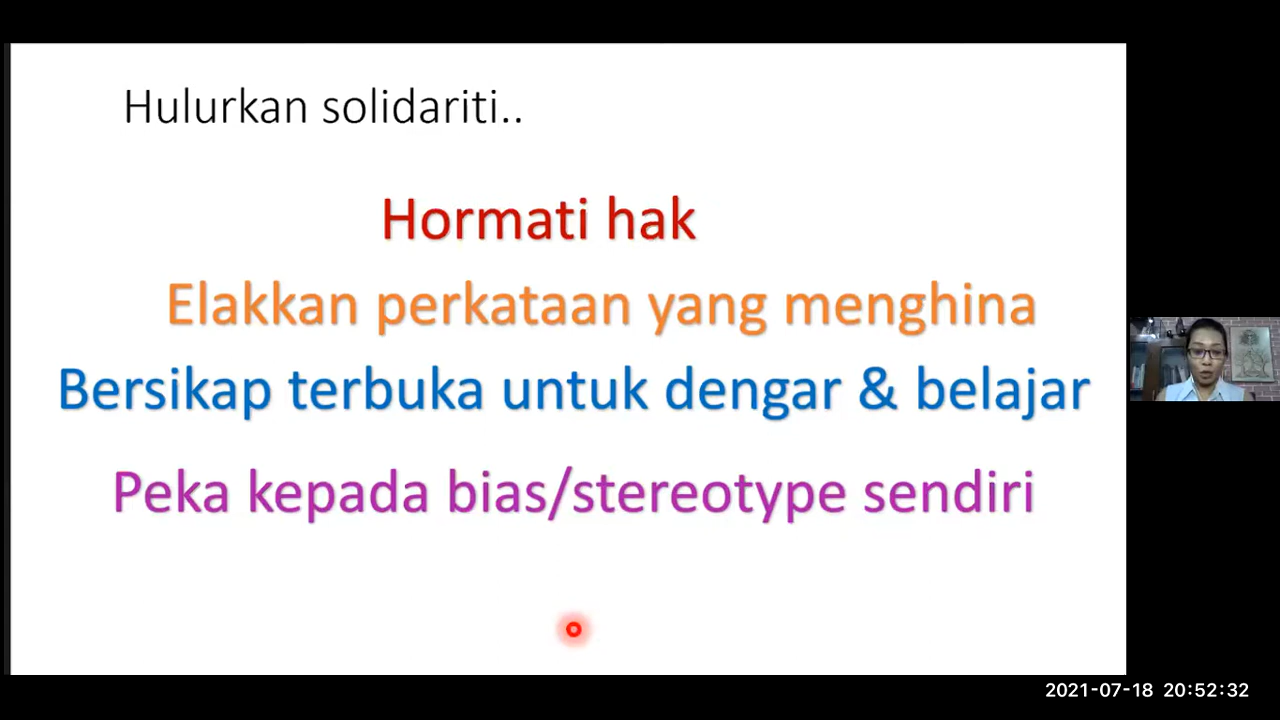 Hulurkan solidariti..
Hormati hak
Elakkan perkataan yang menghina
Bersikap terbuka untuk dengar & belajar
Peka kepada bias/stereotype sendiri
2021-07-18 20:52:32